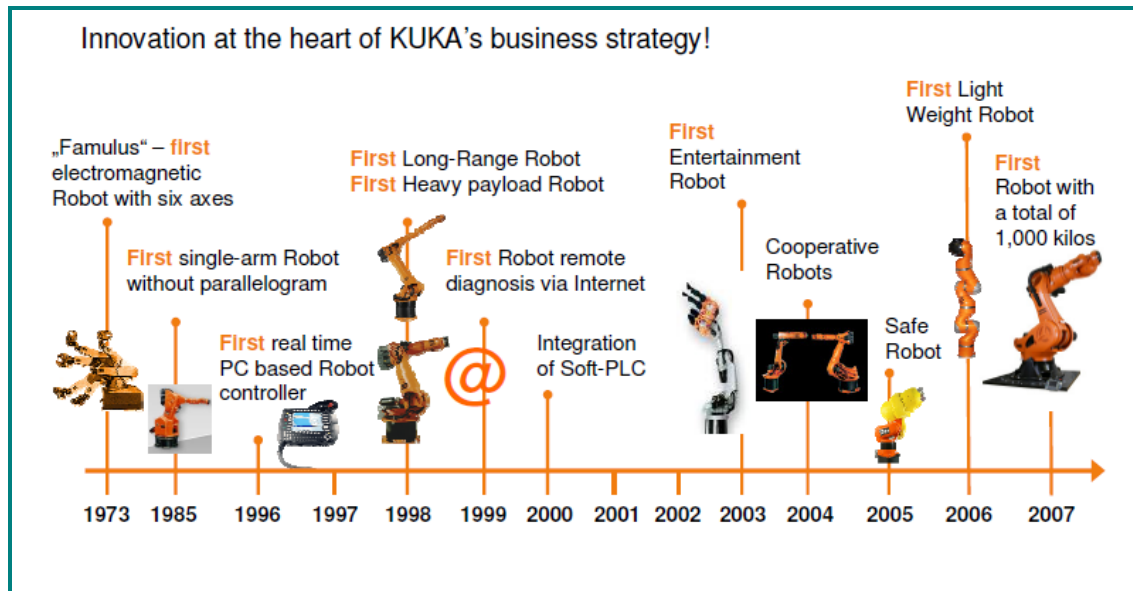 Innovation at the heart of KUKA's business strategy!
„Famulus“ – first
electromagnetic
Robot with six axes
First single-arm Robot
without parallelogram
First real time
PC based Robot
controller
First Long-Range Robot
First Heavy payload Robot
First Robot remote
diagnosis via Internet
@
Integration
of Soft-PLC
First
Entertainment
Robot
Cooperative
Robots
Safe
Robot
First Light
Weight Robot
First
Robot with
a total of
1,000 kilos
1973 1985 1996 1997 1998 1999 2000 2001 2002 2003 2004 2005 2006 2007